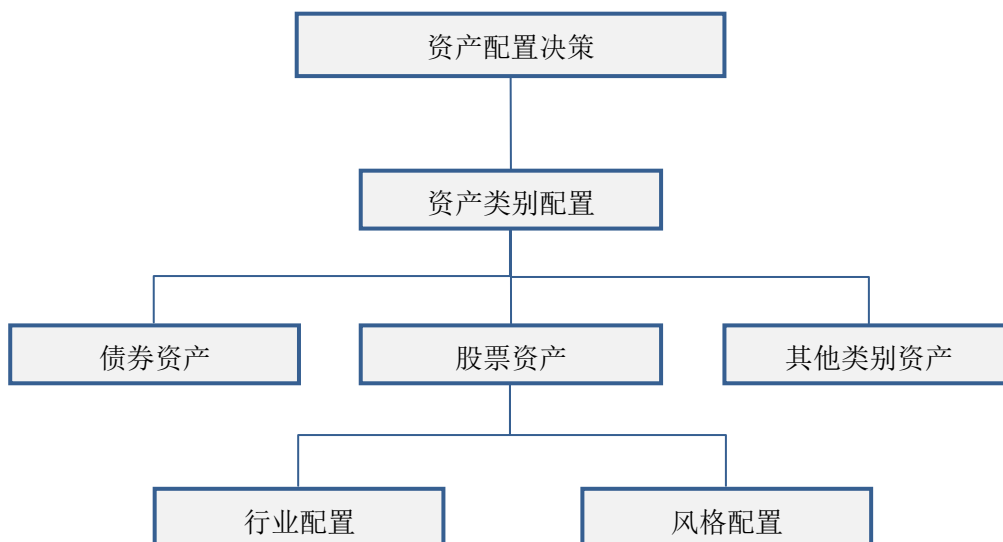 资产配置决策
资产类别配置
债券资产
股票资产
其他类别资产
行业配置
风格配置